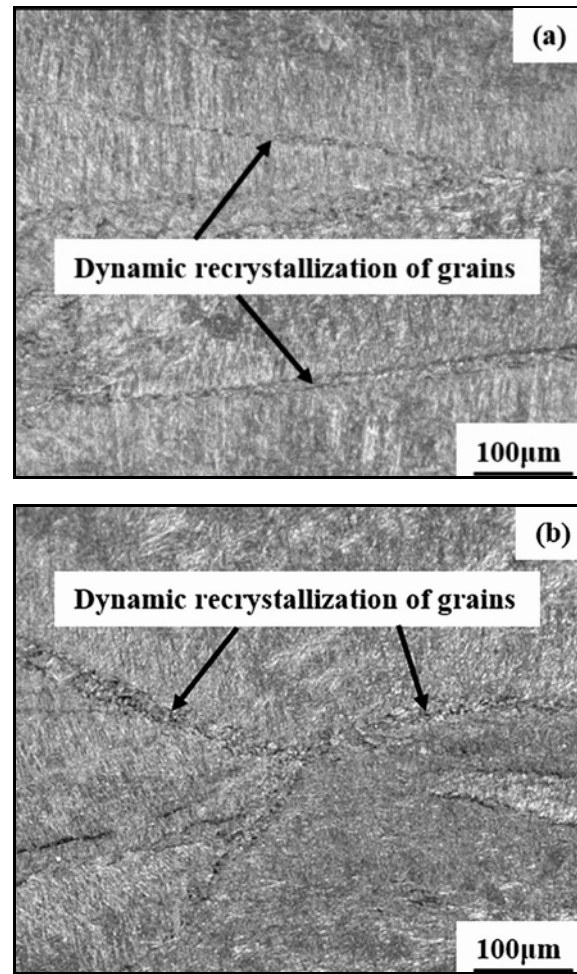 (a)
Dynamic recrystallization of grains
100μm
(b)
Dynamic recrystallization of grains
100μm